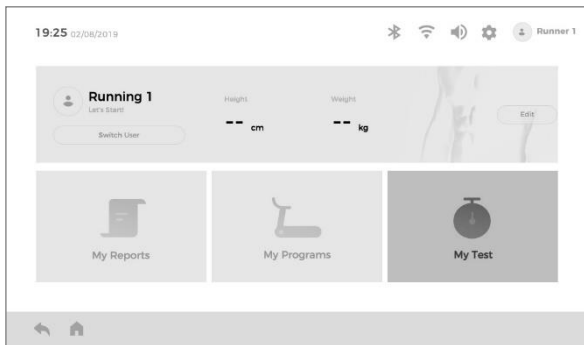 19:25 02/08/2019
Runner 1
Running 1
Let's Start!
Switch User
Height
-- cm
Weight
-- kg
Edit
My Reports
My Programs
My Test